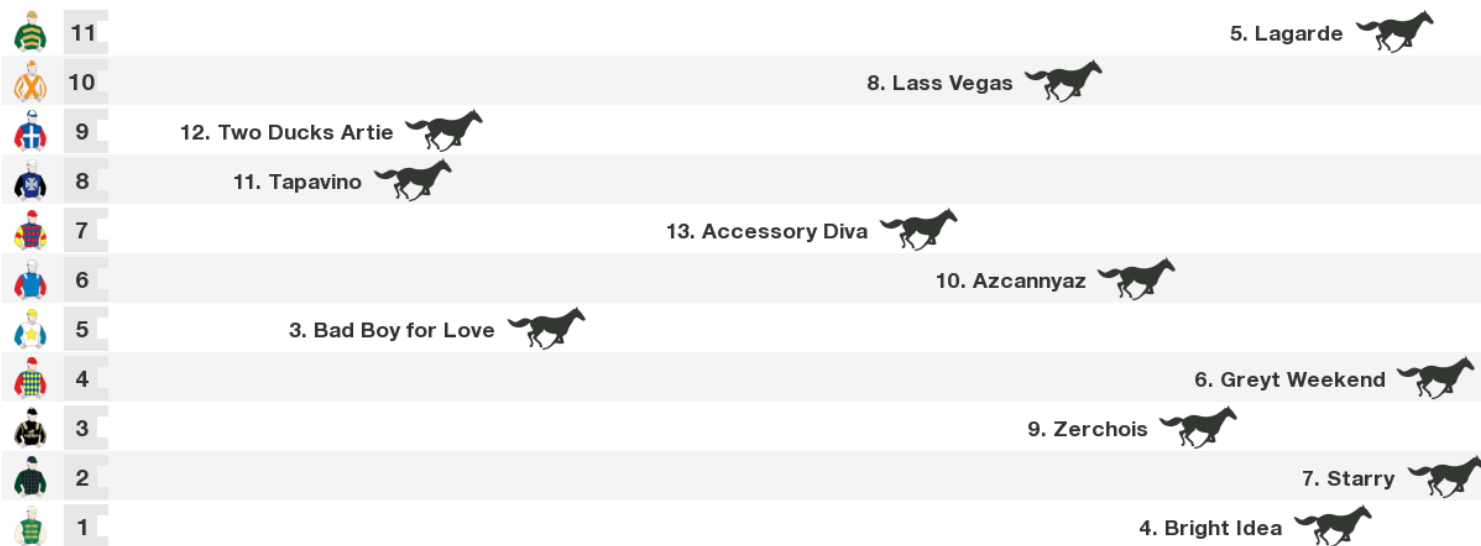 11 5. Lagarde
10 8. Lass Vegas
9 12. Two Ducks Artie
8 11. Tapavino
7 13. Accessory Diva
6 10. Azcannyaz
5 3. Bad Boy for Love
4 6. Greyt Weekend
3 9. Zerchois
2 7. Starry
1 4. Bright Idea